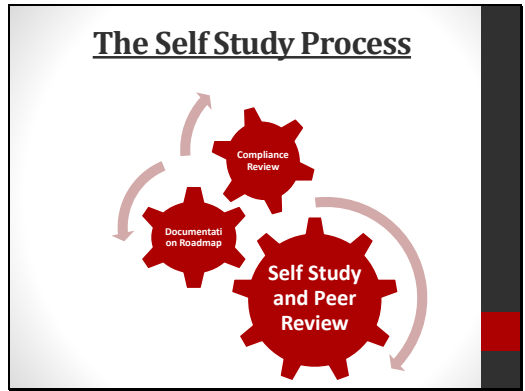 The Self Study Process
Compliance
Review
Documentati
on Roadmap
Self Study
and Peer
Review